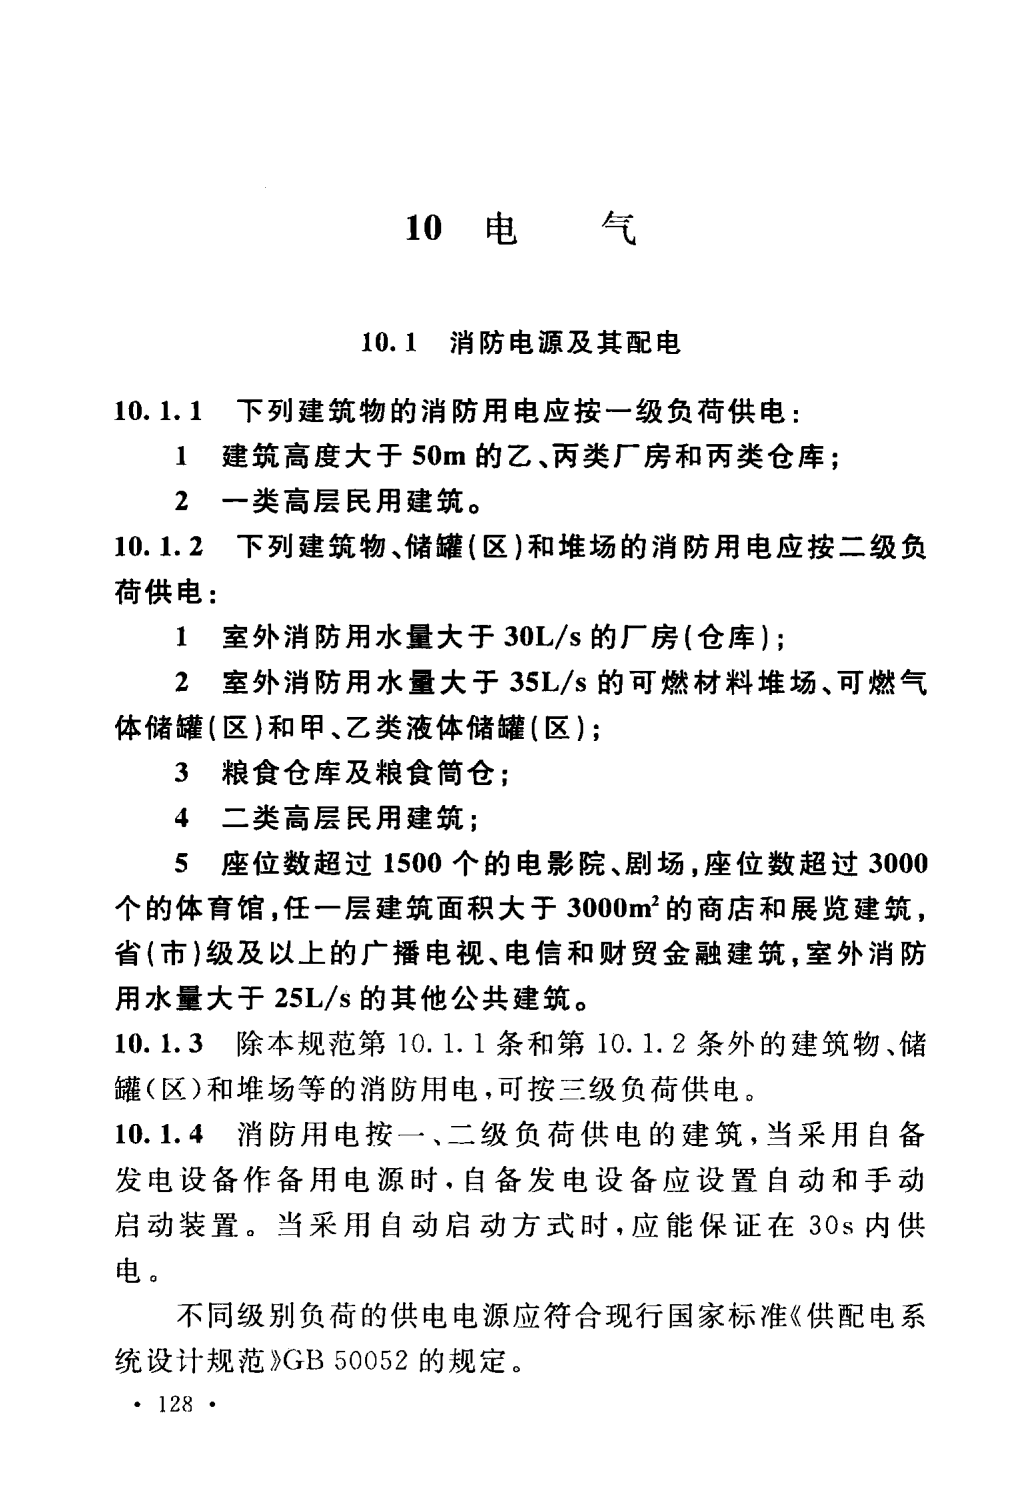 10 电 气
10.1 消防电源及其配电
10.1.1 下列建筑物的消防用电应按一级负荷供电:
1 建筑高度大于 50m 的乙、丙类厂房和丙类仓库;
2 一类高层民用建筑。
10.1.2 下列建筑物、储罐(区)和堆场的消防用电应按二级负
荷供电:
1 室外消防用水量大于 30L/s 的厂房(仓库);
2 室外消防用水量大于 35L/s 的可燃材料堆场、可燃气
体储罐(区)和甲、乙类液体储罐(区);
3 粮食仓库及粮食筒仓;
4 二类高层民用建筑;
5 座位数超过 1500 个的电影院、剧场,座位数超过 3000
个的体育馆,任一层建筑面积大于 3000m²的商店和展览建筑,
省(市)级及以上的广播电视、电信和财贸金融建筑,室外消防
用水量大于 25L/s 的其他公共建筑。
10.1.3 除本规范第 10.1.1 条和第 10.1.2 条外的建筑物、储
罐(区)和堆场等的消防用电,可按三级负荷供电。
10.1.4 消防用电按一、二级负荷供电的建筑,当采用自备
发电设备作备用电源时,自备发电设备应设置自动和手动
启动装置。当采用自动启动方式时,应能保证在 30s 内供
电。
不同级别负荷的供电电源应符合现行国家标准《供配电系
统设计规范》GB 50052 的规定。
· 128 ·